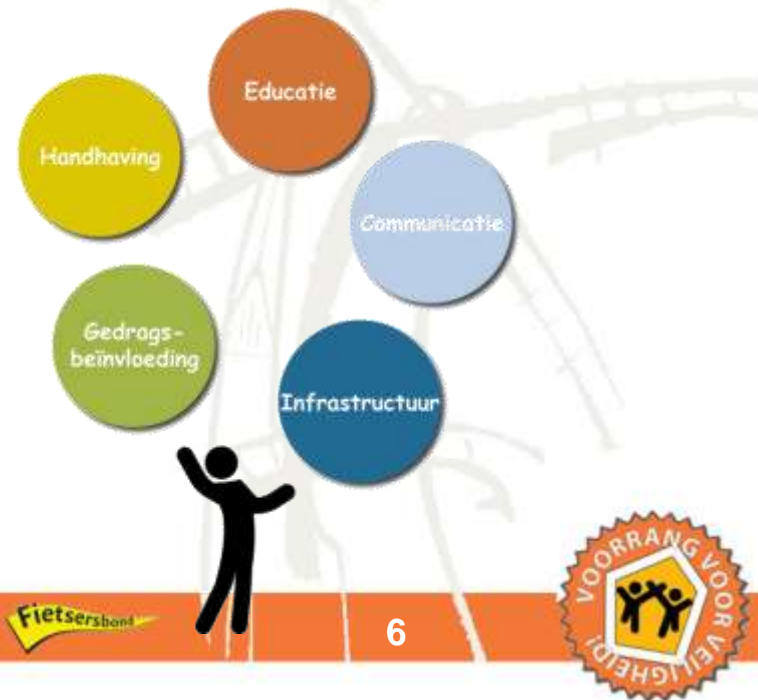 Educatie
Handhaving
Communicatie
Gedrags-
beïnvloeding
Infrastructuur
Fietsersbond
6
VOORRANG VOOR VEILIGHEID!